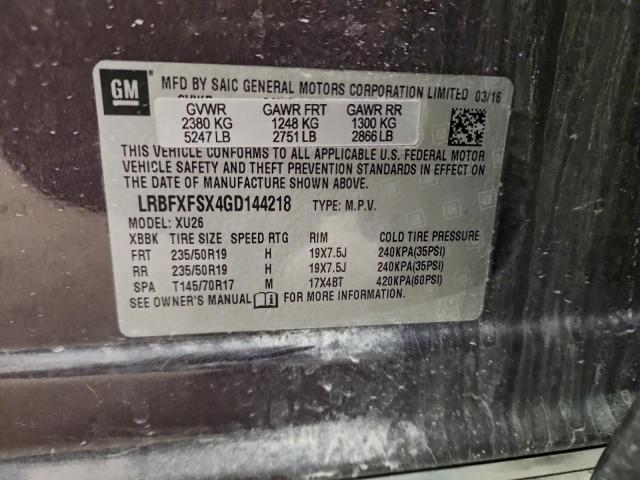 GM
MFD BY SAIC GENERAL MOTORS CORPORATION LIMITED 03/16
GVWR GAWR FRT GAWR RR
2380 KG 1248 KG 1300 KG
5247 LB 2751 LB 2866 LB
THIS VEHICLE CONFORMS TO ALL APPLICABLE U.S. FEDERAL MOTOR
VEHICLE SAFETY AND THEFT PREVENTION STANDARDS IN EFFECT ON
THE DATE OF MANUFACTURE SHOWN ABOVE.
LRBFXFSX4GD144218 TYPE: M.P.V.
MODEL: XU26
XBBK TIRE SIZE SPEED RTG RIM COLD TIRE PRESSURE
FRT 235/50R19 H 19X7.5J 240KPA(35PSI)
RR 235/50R19 H 19X7.5J 240KPA(35PSI)
SPA T145/70R17 M 17X4BT 420KPA(60PSI)
SEE OWNER'S MANUAL FOR MORE INFORMATION